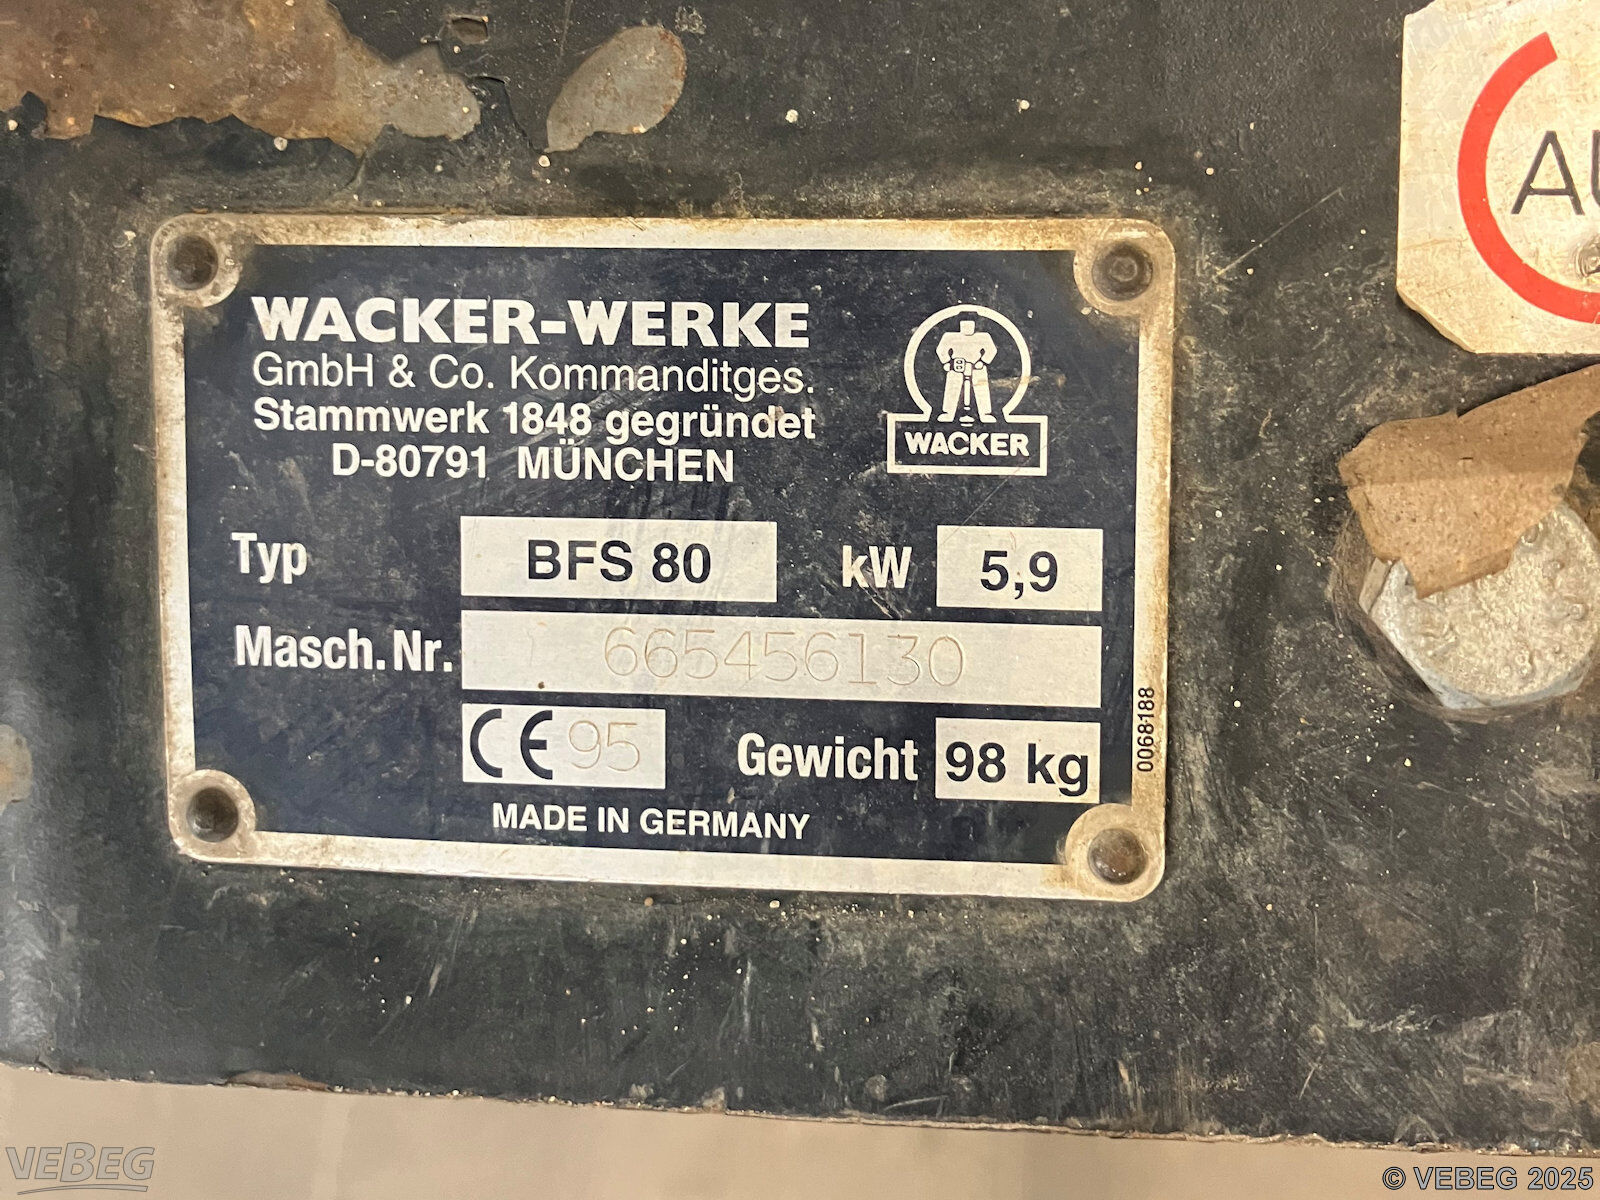 WACKER-WERKE
GmbH & Co. Kommanditges.
Stammwerk 1848 gegründet
D-80791 MÜNCHEN
WACKER
Typ BFS 80 kW 5,9
Masch.Nr. 665456130
CE 95 Gewicht 98 kg
MADE IN GERMANY
0068188
VEBEG
© VEBEG 2025